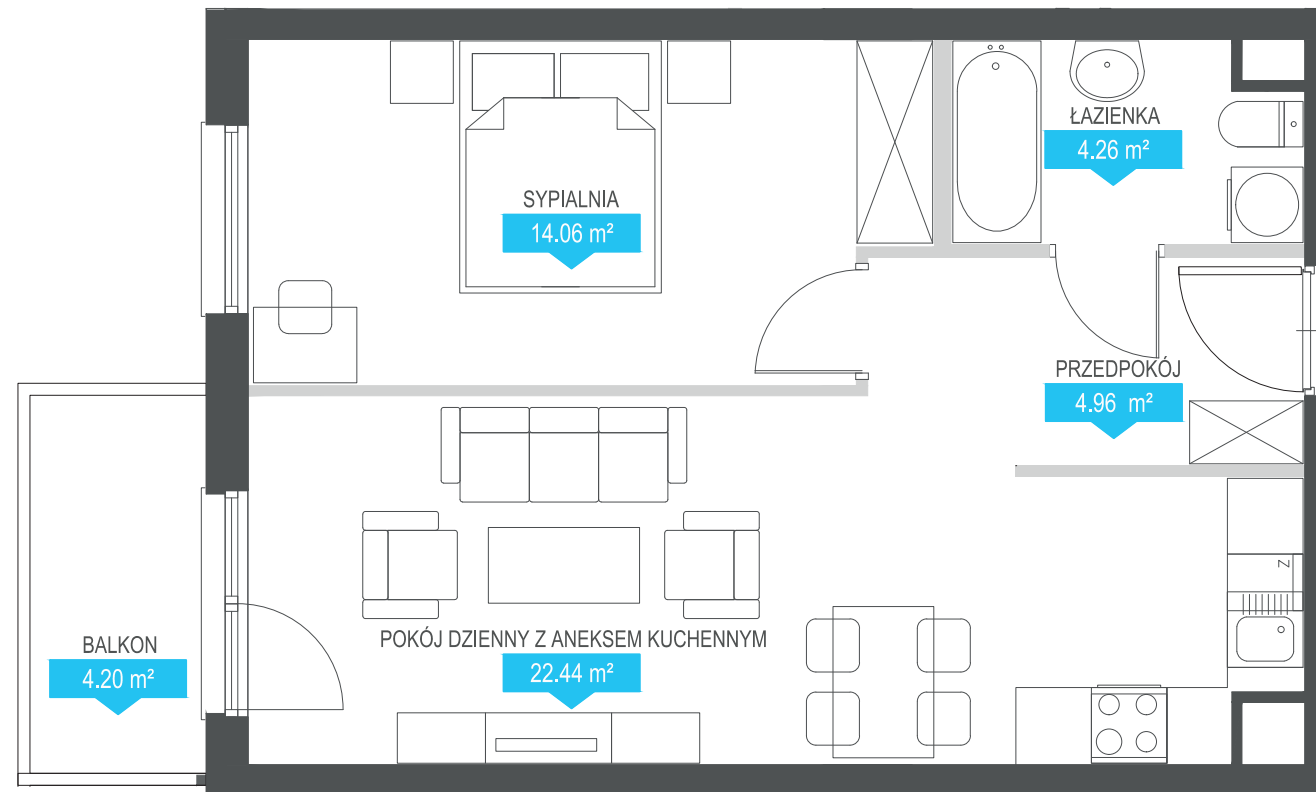 ŁAZIENKA
4.26 m²
SYPIALNIA
14.06 m²
PRZEDPOKÓJ
4.96 m²
Z
BALKON
4.20 m²
POKÓJ DZIENNY Z ANEKSEM KUCHENNYM
22.44 m²